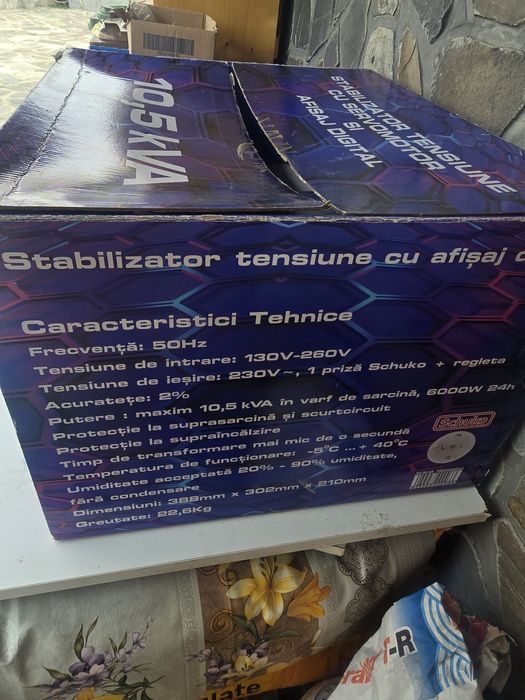 10,5 kVA
STABILIZATOR TENSIUNE
CU SERVOMOTOR
ȘI
AFIȘAJ DIGITAL
Stabilizator tensiune cu afișaj d
Caracteristici Tehnice
Frecvență: 50Hz
Tensiune de intrare: 130V-260V
Tensiune de ieșire: 230V~, 1 priză Schuko + regleta
Acuratețe: 2%
Putere : maxim 10,5 kVA în varf de sarcină, 6000W 24h
Protecție la suprasarcină și scurtcircuit
Protecție la supraîncălzire
Timp de transformare mai mic de o secundă
Temperatura de funcționare: -5°C ... + 40°C
Umiditate acceptată 20% - 90% umiditate,
fără condensare
Dimensiuni: 388mm x 302mm x 210mm
Greutate: 22,6Kg
Schuko
-R